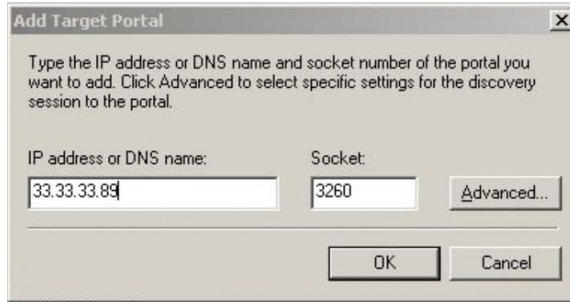 Add Target Portal
Type the IP address or DNS name and socket number of the portal you
want to add. Click Advanced to select specific settings for the discovery
session to the portal.
IP address or DNS name:
Socket:
33.33.33.89
3260
Advanced...
OK
Cancel